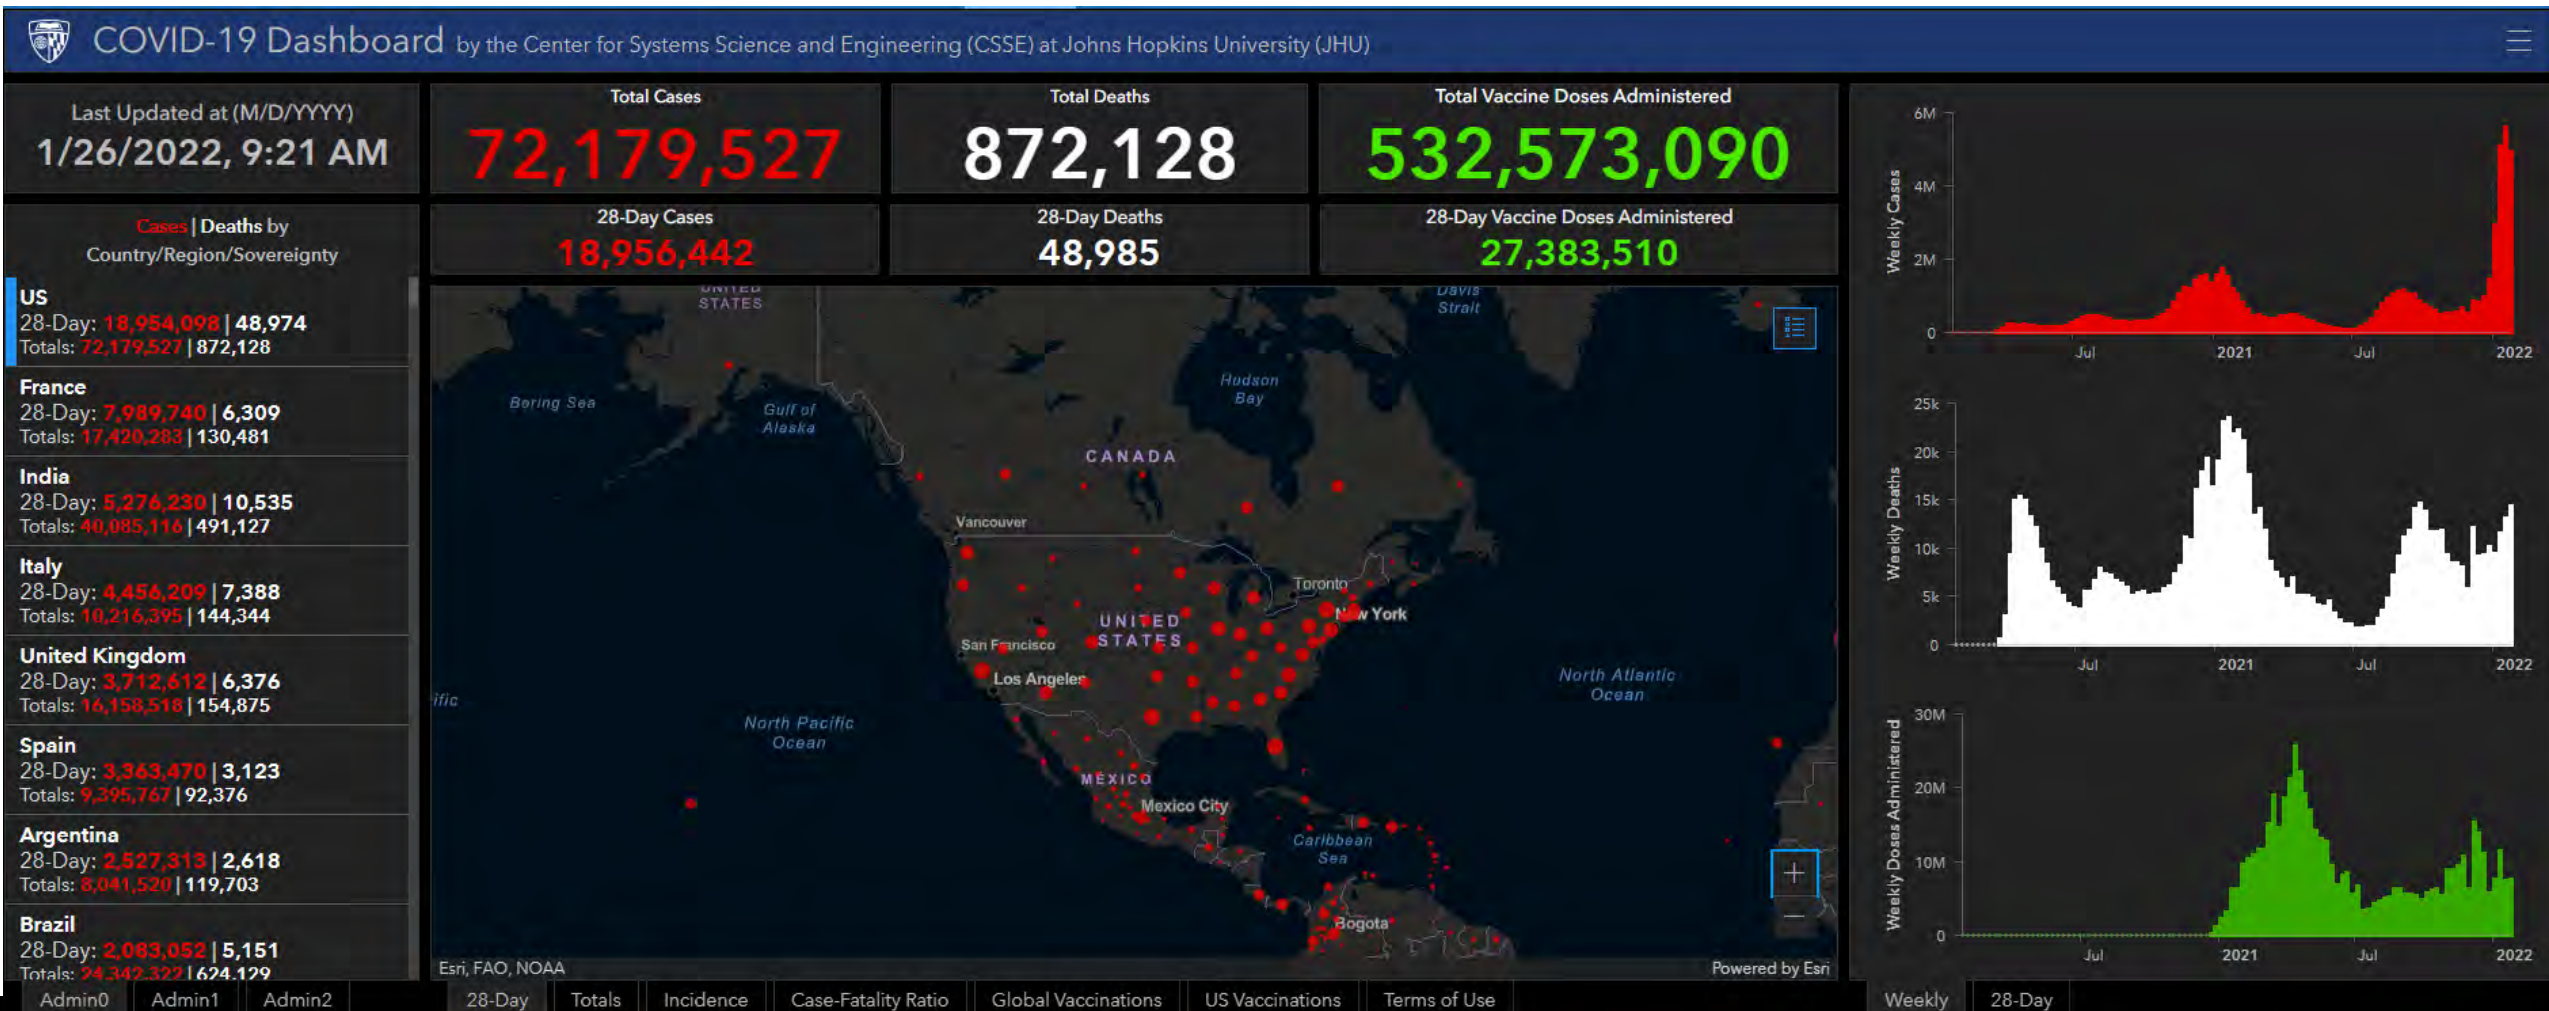 COVID-19 Dashboard by the Center for Systems Science and Engineering (CSSE) at Johns Hopkins University (JHU)
Last Updated at (M/D/YYYY)
1/26/2022, 9:21 AM
Cases | Deaths by
Country/Region/Sovereignty
US
28-Day: 18,954,098 | 48,974
Totals: 72,179,527 | 872,128
France
28-Day: 7,989,740 | 6,309
Totals: 17,420,283 | 130,481
India
28-Day: 5,276,230 | 10,535
Totals: 40,085,116 | 491,127
Italy
28-Day: 4,456,209 | 7,388
Totals: 10,216,395 | 144,344
United Kingdom
28-Day: 3,712,612 | 6,376
Totals: 16,158,518 | 154,875
Spain
28-Day: 3,363,470 | 3,123
Totals: 9,395,767 | 92,376
Argentina
28-Day: 2,527,313 | 2,618
Totals: 8,041,520 | 119,703
Brazil
28-Day: 2,083,052 | 5,151
Totals: 24,342,322 | 624,129
Admin0
Admin1
Admin2
Total Cases
72,179,527
Total Deaths
872,128
Total Vaccine Doses Administered
532,573,090
28-Day Cases
18,956,442
28-Day Deaths
48,985
28-Day Vaccine Doses Administered
27,383,510
UNITED
STATES
Davis
Strait
Bering Sea
Gulf of
Alaska
Hudson
Bay
CANADA
Vancouver
Toronto
New York
UNITED
STATES
San Francisco
Los Angeles
North Atlantic
Ocean
ific
North Pacific
Ocean
MÉXICO
Mexico City
Caribbean
Sea
Bogota
+
−
Esri, FAO, NOAA
Powered by Esri
28-Day
Totals
Incidence
Case-Fatality Ratio
Global Vaccinations
US Vaccinations
Terms of Use
Weekly Cases
6M
4M
2M
0
Jul
2021
Jul
2022
Weekly Deaths
25k
20k
15k
10k
5k
0
Jul
2021
Jul
2022
Weekly Doses Administered
30M
20M
10M
0
Jul
2021
Jul
2022
Weekly
28-Day